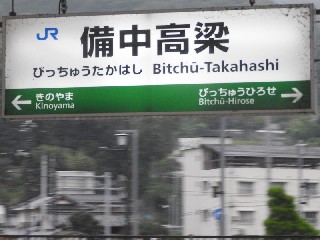 JR 備中高梁
びっちゅうたかはし Bitchū-Takahashi
← きのやま びっちゅうひろせ →
Kinoyama Bitchū-Hirose